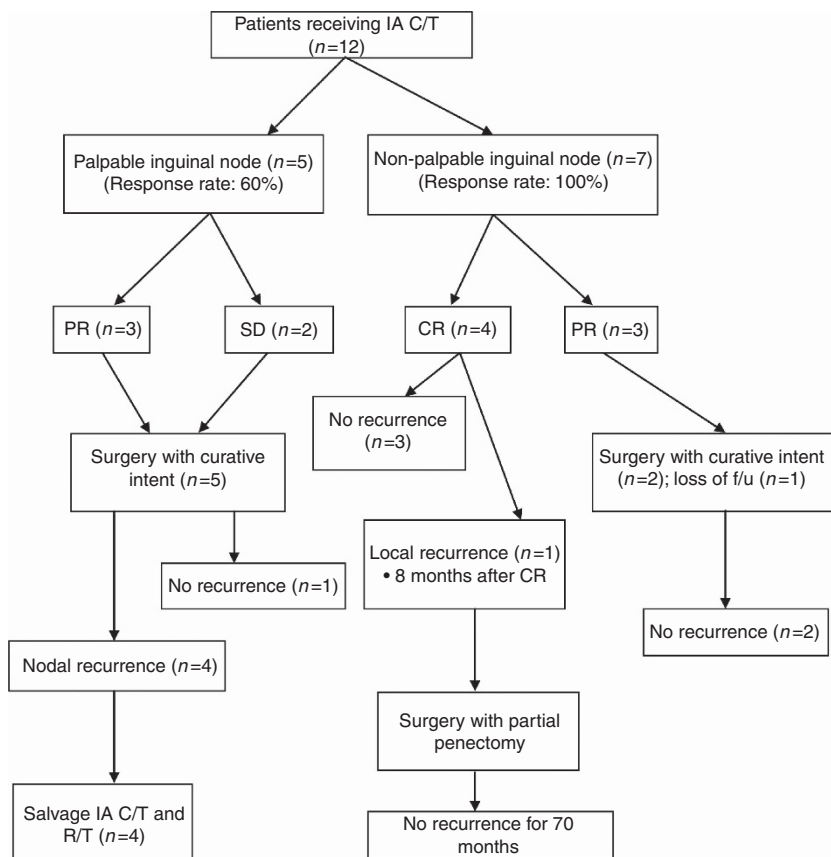 Patients receiving IA C/T
(n=12)
Palpable inguinal node (n=5)
(Response rate: 60%)
Non-palpable inguinal node (n=7)
(Response rate: 100%)
PR (n=3)
SD (n=2)
CR (n=4)
PR (n=3)
No recurrence
(n=3)
Surgery with curative
intent (n=5)
Surgery with curative intent
(n=2); loss of f/u (n=1)
Local recurrence (n=1)
• 8 months after CR
No recurrence (n=1)
No recurrence (n=2)
Nodal recurrence (n=4)
Surgery with partial
penectomy
Salvage IA C/T and
R/T (n=4)
No recurrence for 70
months